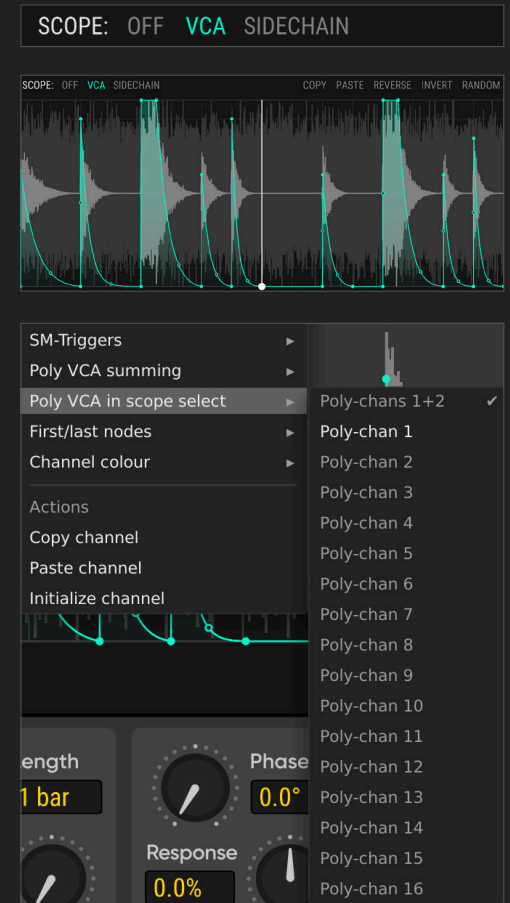 SCOPE: OFF VCA SIDECHAIN
SCOPE: OFF VCA SIDECHAIN COPY PASTE REVERSE INVERT RANDOM
SM-Triggers
Poly VCA summing
Poly VCA in scope select
First/last nodes
Channel colour
Actions
Copy channel
Paste channel
Initialize channel
Poly-chans 1+2
Poly-chan 1
Poly-chan 2
Poly-chan 3
Poly-chan 4
Poly-chan 5
Poly-chan 6
Poly-chan 7
Poly-chan 8
Poly-chan 9
Poly-chan 10
Poly-chan 11
Poly-chan 12
Poly-chan 13
Poly-chan 14
Poly-chan 15
Poly-chan 16
ength
1 bar
Phase
0.0°
Response
0.0%